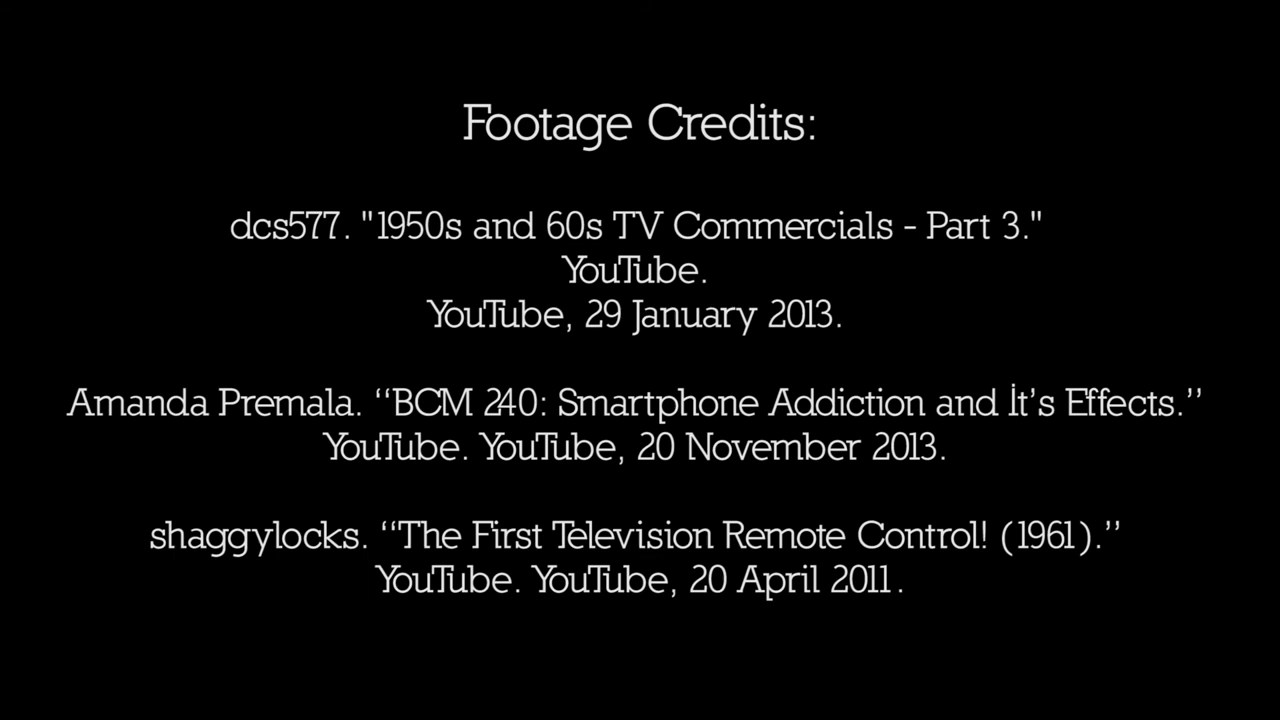 Footage Credits:
dcs577. "1950s and 60s TV Commercials - Part 3."
YouTube.
YouTube, 29 January 2013.
Amanda Premala. “BCM 240: Smartphone Addiction and It’s Effects.”
YouTube. YouTube, 20 November 2013.
shaggylocks. “The First Television Remote Control! (1961).”
YouTube. YouTube, 20 April 2011.